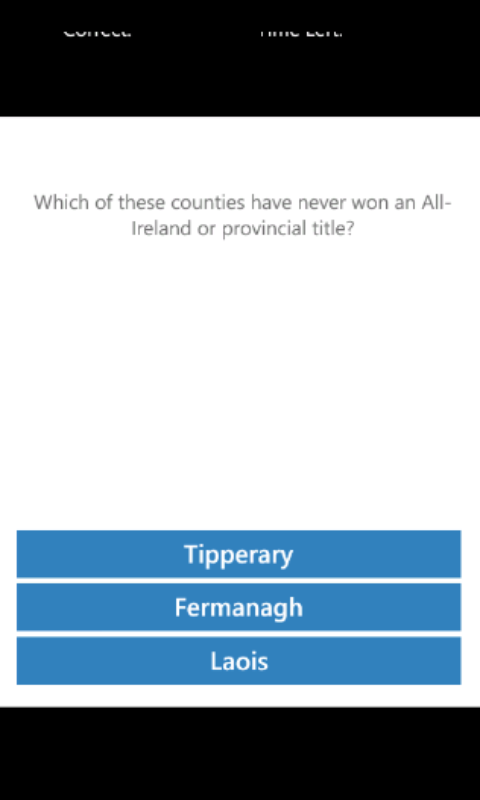 Correct: Time Left:
Which of these counties have never won an All-
Ireland or provincial title?
Tipperary
Fermanagh
Laois